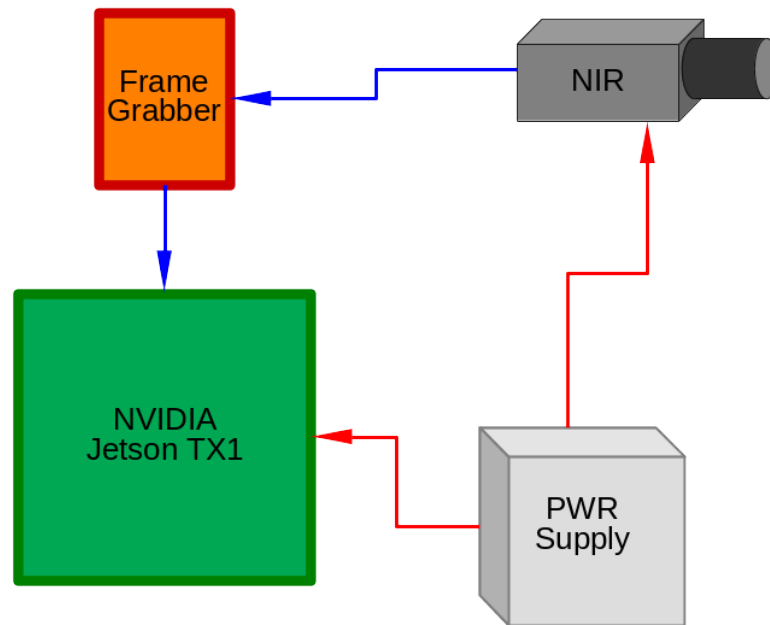 Frame
Grabber
NIR
NVIDIA
Jetson TX1
PWR
Supply